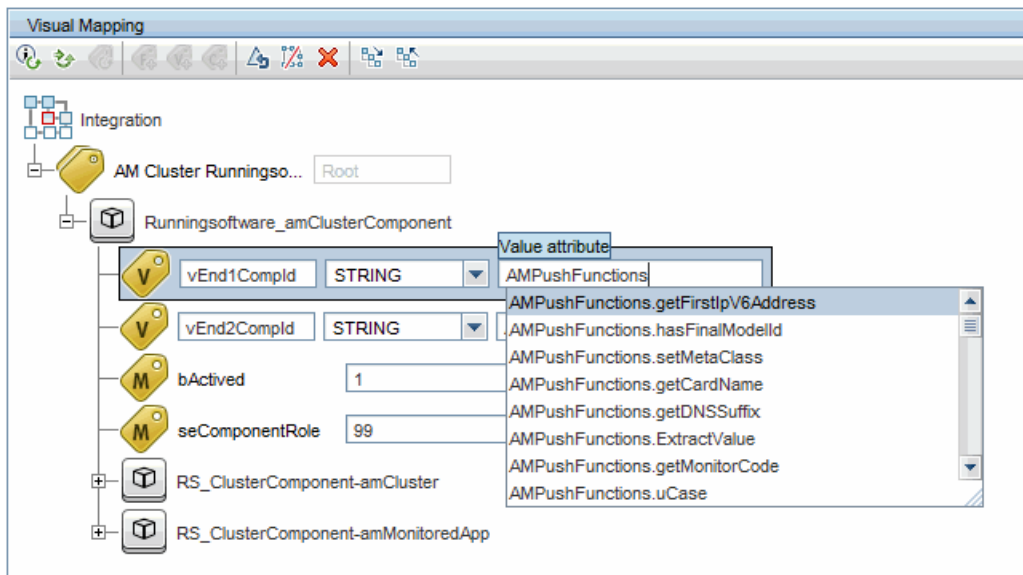 Visual Mapping
Integration
AM Cluster Runningso... Root
Runningsoftware_amClusterComponent
Value attribute
vEnd1CompId STRING AMPushFunctions
AMPushFunctions.getFirstIpV6Address
vEnd2CompId STRING
AMPushFunctions.hasFinalModelId
AMPushFunctions.setMetaClass
bActived 1
AMPushFunctions.getCardName
AMPushFunctions.getDNSSuffix
seComponentRole 99
AMPushFunctions.ExtractValue
AMPushFunctions.getMonitorCode
RS_ClusterComponent-amCluster
AMPushFunctions.uCase
RS_ClusterComponent-amMonitoredApp